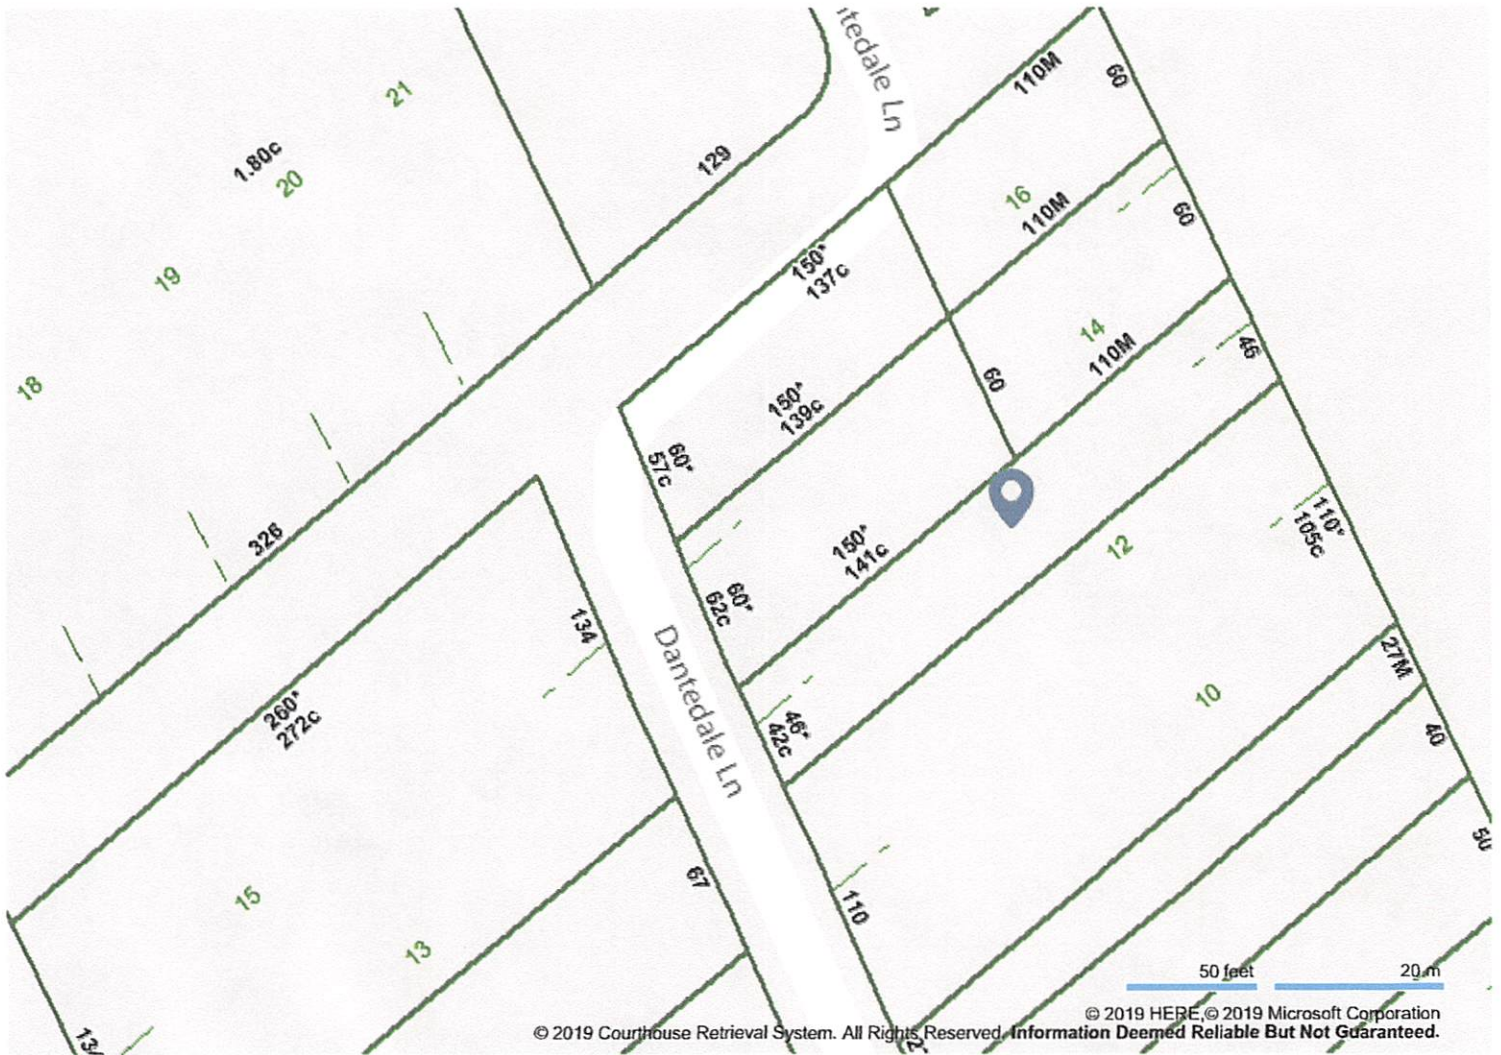 ntedale Ln
110M
60
21
1.80c
20
129
16
110M
60
19
150*
137c
14
110M
46
18
60
150^
139c
60*
57c
326
150^
141c
12
110*
105c
134
60*
62c
Dantedale Ln
27M
10
260*
272c
46*
42c
40
50
67
15
110
13
50 feet
20 m
© 2019 HERE,© 2019 Microsoft Corporation
© 2019 Courthouse Retrieval System. All Rights Reserved. Information Deemed Reliable But Not Guaranteed.